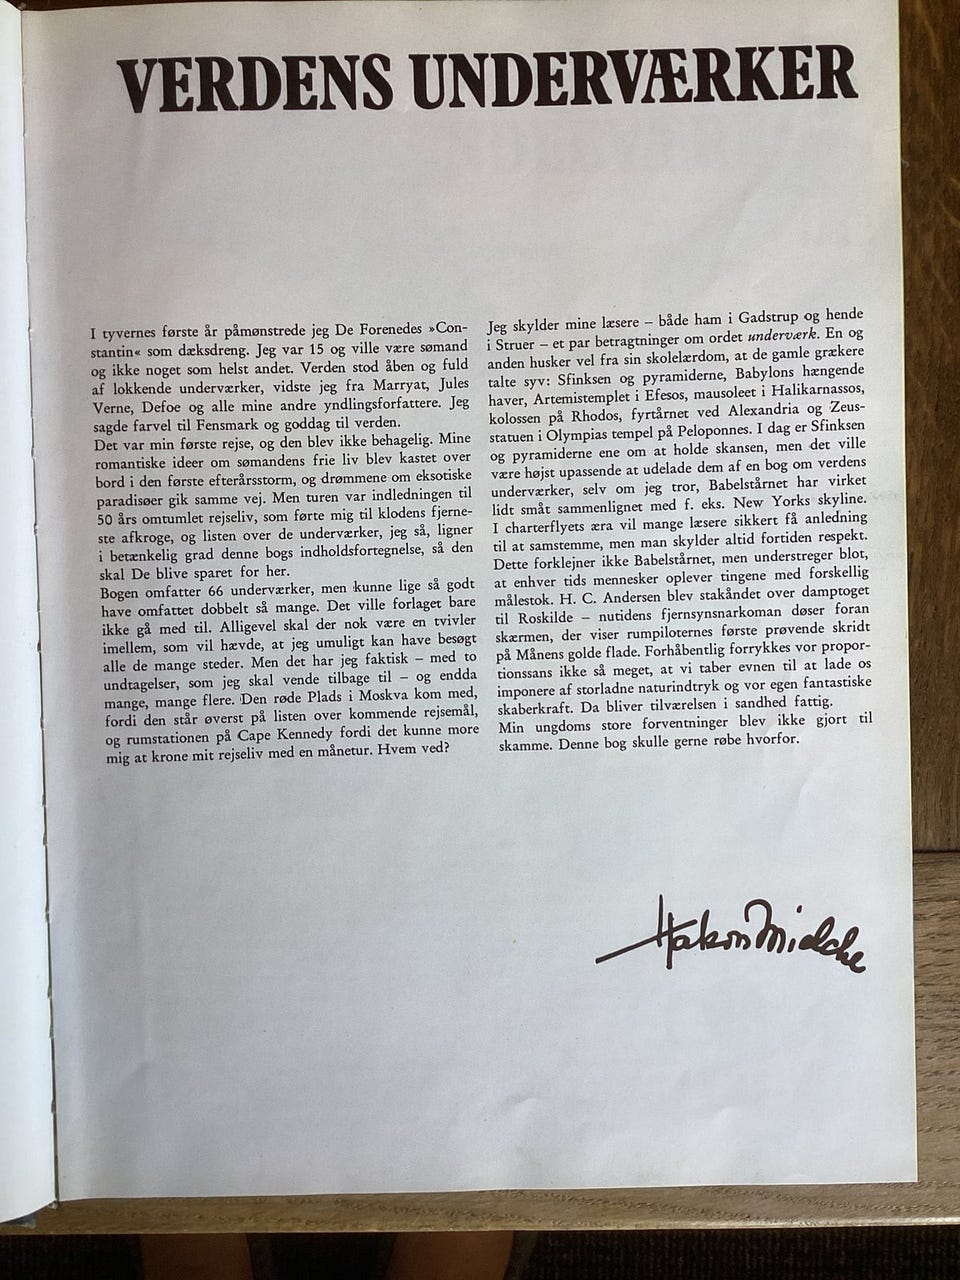 VERDENS UNDERVÆRKER
I tyvernes første år påmønstrede jeg De Forenedes »Con-
stantin« som dæksdreng. Jeg var 15 og ville være sømand
og ikke noget som helst andet. Verden stod åben og fuld
af lokkende underværker, vidste jeg fra Marryat, Jules
Verne, Defoe og alle mine andre yndlingsforfattere. Jeg
sagde farvel til Fensmark og goddag til verden.
Det var min første rejse, og den blev ikke behagelig. Mine
romantiske ideer om sømandens frie liv blev kastet over
bord i den første efterårsstorm, og drømmene om eksotiske
paradisøer gik samme vej. Men turen var indledningen til
50 års omtumlet rejseliv, som førte mig til klodens fjerne-
ste afkroge, og listen over de underværker, jeg så, ligner
i betænkelig grad denne bogs indholdsfortegnelse, så den
skal De blive sparet for her.
Bogen omfatter 66 underværker, men kunne lige så godt
have omfattet dobbelt så mange. Det ville forlaget bare
ikke gå med til. Alligevel skal der nok være en tvivler
imellem, som vil hævde, at jeg umuligt kan have besøgt
alle de mange steder. Men det har jeg faktisk – med to
undtagelser, som jeg skal vende tilbage til – og endda
mange, mange flere. Den røde Plads i Moskva kom med,
fordi den står øverst på listen over kommende rejsemål,
og rumstationen på Cape Kennedy fordi det kunne more
mig at krone mit rejseliv med en månetur. Hvem ved?
Jeg skylder mine læsere – både ham i Gadstrup og hende
i Struer – et par betragtninger om ordet underværk. En og
anden husker vel fra sin skolelærdom, at de gamle grækere
talte syv: Sfinksen og pyramiderne, Babylons hængende
haver, Artemistemplet i Efesos, mausoleet i Halikarnassos,
kolossen på Rhodos, fyrtårnet ved Alexandria og Zeus-
statuen i Olympias tempel på Peloponnes. I dag er Sfinksen
og pyramiderne ene om at holde skansen, men det ville
være højst upassende at udelade dem af en bog om verdens
underværker, selv om jeg tror, Babelstårnet har virket
lidt småt sammenlignet med f. eks. New Yorks skyline.
I charterflyets æra vil mange læsere sikkert få anledning
til at samstemme, men man skylder altid fortiden respekt.
Dette forklejner ikke Babelstårnet, men understreger blot,
at enhver tids mennesker oplever tingene med forskellig
målestok. H. C. Andersen blev stakåndet over damptoget
til Roskilde – nutidens fjernsynsnarkoman døser foran
skærmen, der viser rumpiloternes første prøvende skridt
på Månens golde flade. Forhåbentlig forrykkes vor propor-
tionssans ikke så meget, at vi taber evnen til at lade os
imponere af storladne naturindtryk og vor egen fantastiske
skaberkraft. Da bliver tilværelsen i sandhed fattig.
Min ungdoms store forventninger blev ikke gjort til
skamme. Denne bog skulle gerne røbe hvorfor.
Hakon Mielche